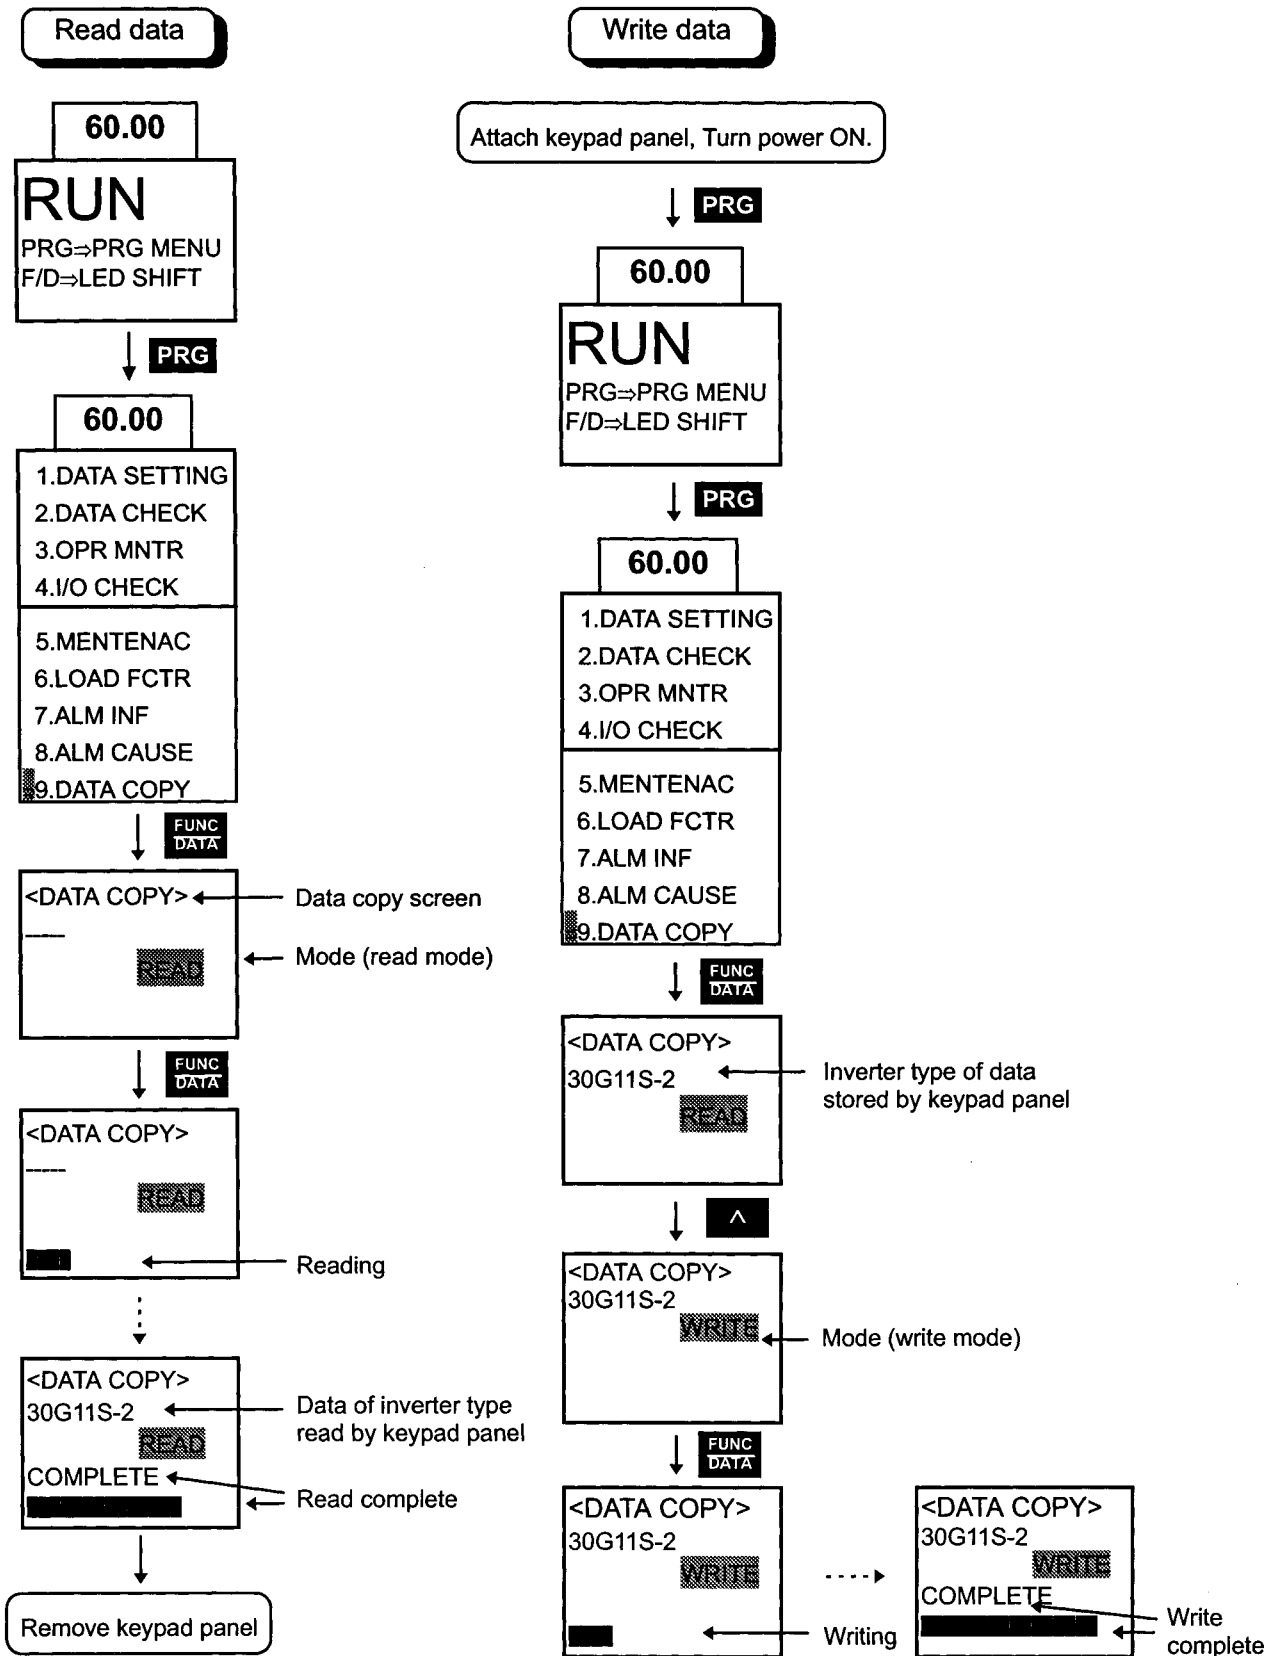 Read data
60.00
RUN
PRG⇒PRG MENU
F/D⇒LED SHIFT
PRG
60.00
1.DATA SETTING
2.DATA CHECK
3.OPR MNTR
4.I/O CHECK
5.MENTENAC
6.LOAD FCTR
7.ALM INF
8.ALM CAUSE
9.DATA COPY
FUNC
DATA
<DATA COPY>
Data copy screen
----
READ
Mode (read mode)
FUNC
DATA
<DATA COPY>
----
READ
Reading
<DATA COPY>
30G11S-2
Data of inverter type
read by keypad panel
READ
COMPLETE
Read complete
Remove keypad panel
Write data
Attach keypad panel, Turn power ON.
PRG
60.00
RUN
PRG⇒PRG MENU
F/D⇒LED SHIFT
PRG
60.00
1.DATA SETTING
2.DATA CHECK
3.OPR MNTR
4.I/O CHECK
5.MENTENAC
6.LOAD FCTR
7.ALM INF
8.ALM CAUSE
9.DATA COPY
FUNC
DATA
<DATA COPY>
30G11S-2
Inverter type of data
stored by keypad panel
READ
^
<DATA COPY>
30G11S-2
WRITE
Mode (write mode)
FUNC
DATA
<DATA COPY>
30G11S-2
WRITE
Writing
<DATA COPY>
30G11S-2
WRITE
COMPLETE
Write
complete